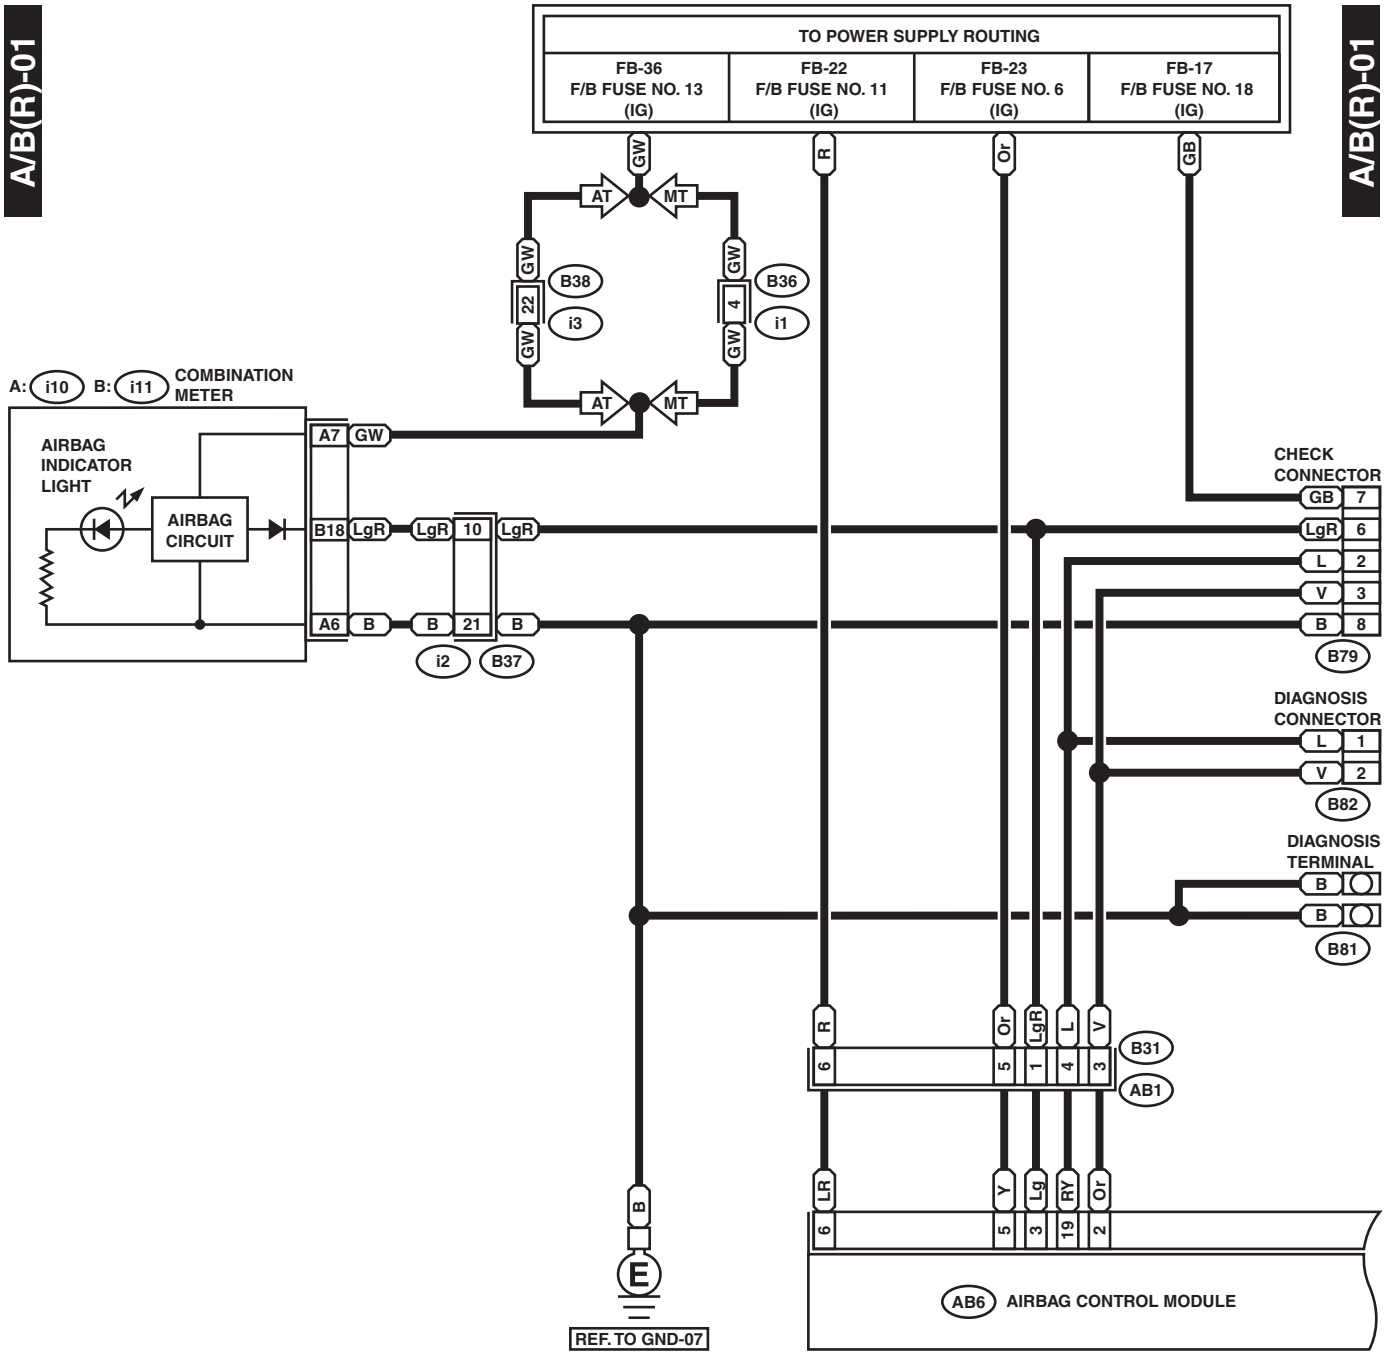 A/B(R)-01
A/B(R)-01
TO POWER SUPPLY ROUTING
FB-36
F/B FUSE NO. 13
(IG)
FB-22
F/B FUSE NO. 11
(IG)
FB-23
F/B FUSE NO. 6
(IG)
FB-17
F/B FUSE NO. 18
(IG)
GW
R
Or
GB
AT
MT
GW
GW
B38
B36
22
4
i3
i1
GW
GW
AT
MT
A: i10 B: i11 COMBINATION
METER
AIRBAG
INDICATOR
LIGHT
AIRBAG
CIRCUIT
A7 GW
B18 LgR LgR 10 LgR
A6 B B 21 B
i2 B37
CHECK
CONNECTOR
GB 7
LgR 6
L 2
V 3
B 8
B79
DIAGNOSIS
CONNECTOR
L 1
V 2
B82
DIAGNOSIS
TERMINAL
B
B
B81
R Or LgR L V
B31
6 5 1 4 3
AB1
LR Y Lg RY Or
6 5 3 19 2
B
E
REF. TO GND-07
AB6 AIRBAG CONTROL MODULE